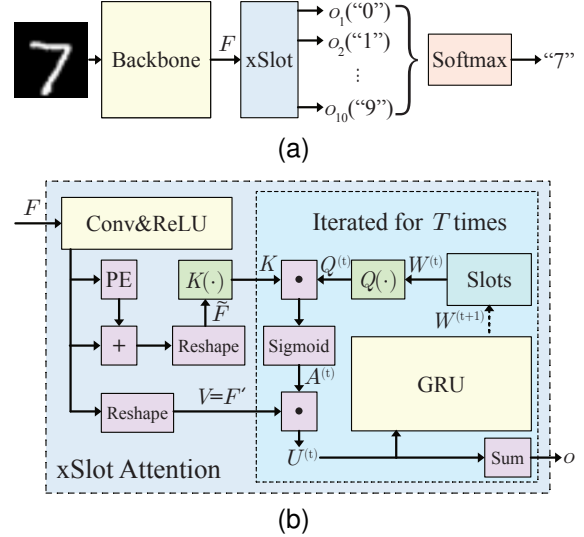 7
Backbone
F
xSlot
o₁("0")
o₂("1")
⋮
o₁₀("9")
Softmax
"7"
(a)
F
Conv&ReLU
Iterated for T times
PE
K(·)
K
·
Q⁽ᵗ⁾
Q(·)
W⁽ᵗ⁾
Slots
F̃
W⁽ᵗ⁺¹⁾
+
Reshape
Sigmoid
A⁽ᵗ⁾
GRU
Reshape
V=F′
·
U⁽ᵗ⁾
Sum
o
xSlot Attention
(b)